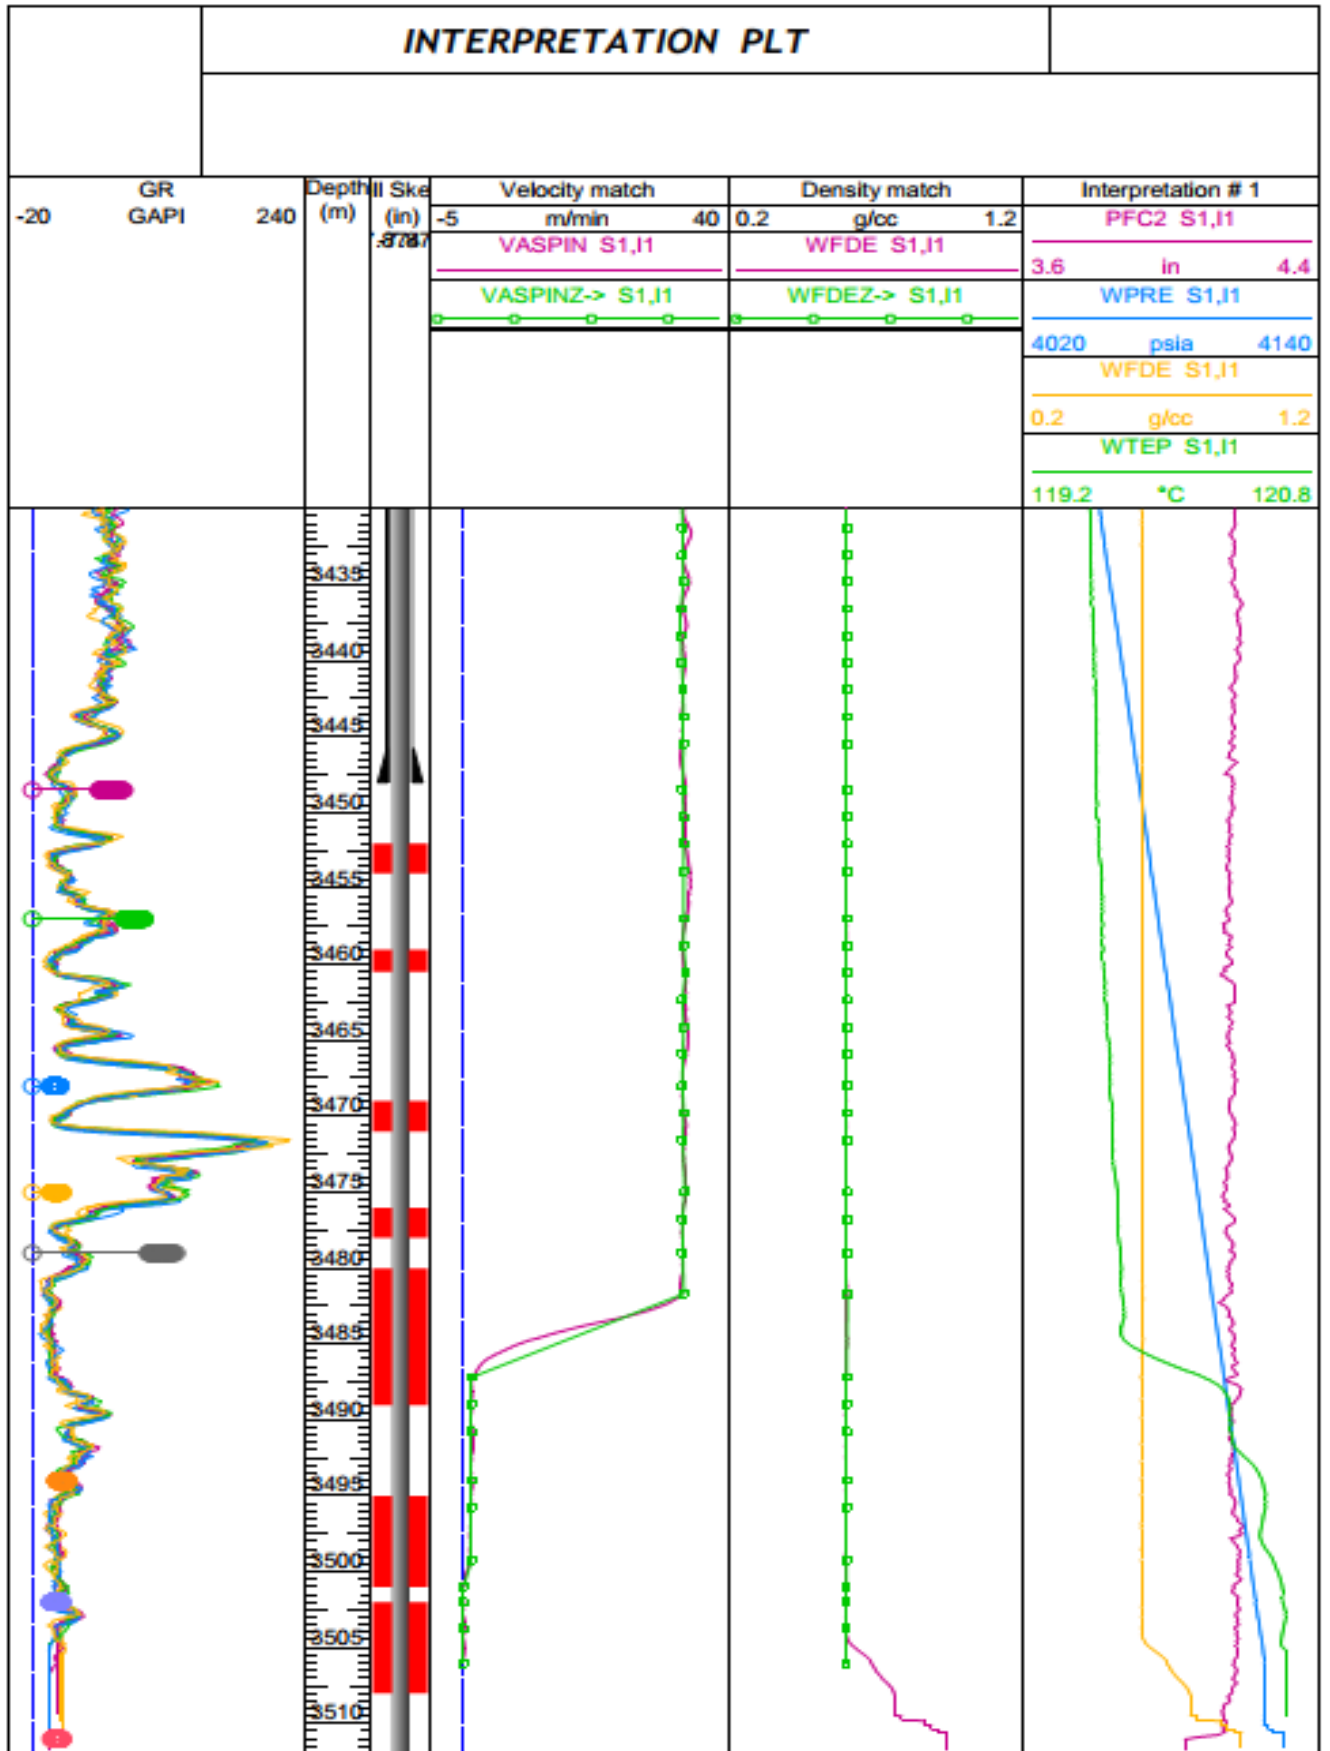 INTERPRETATION PLT
GR
-20 GAPI 240
Depth
(m)
ll Ske
(in)
Velocity match
-5 m/min 40
VASPIN S1,I1
VASPINZ-> S1,I1
Density match
0.2 g/cc 1.2
WFDE S1,I1
WFDEZ-> S1,I1
Interpretation # 1
PFC2 S1,I1
3.6 in 4.4
WPRE S1,I1
4020 psia 4140
WFDE S1,I1
0.2 g/cc 1.2
WTEP S1,I1
119.2 °C 120.8
3435
3440
3445
3450
3455
3460
3465
3470
3475
3480
3485
3490
3495
3500
3505
3510